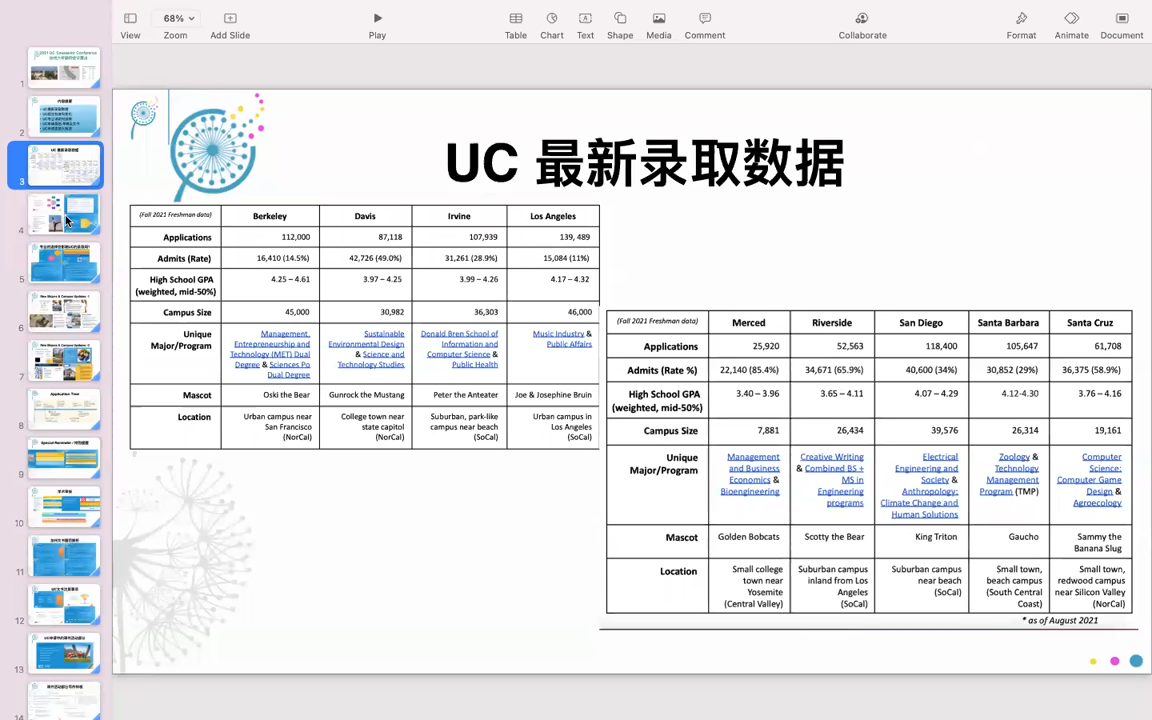 68%
View
Zoom
Add Slide
Play
Table
Chart
Text
Shape
Media
Comment
Collaborate
Format
Animate
Document
1
2
3
4
5
6
7
8
9
10
11
12
13
14
UC 最新录取数据
(Fall 2021 Freshman data) Berkeley Davis Irvine Los Angeles
Applications 112,000 87,118 107,939 139, 489
Admits (Rate) 16,410 (14.5%) 42,726 (49.0%) 31,261 (28.9%) 15,084 (11%)
High School GPA 4.25 – 4.61 3.97 – 4.25 3.99 – 4.26 4.17 – 4.32
(weighted, mid-50%)
Campus Size 45,000 30,982 36,303 46,000
Unique Management, Sustainable Donald Bren School of Music Industry &
Major/Program Entrepreneurship and Environmental Design Information and Public Affairs
Technology (MET) Dual & Science and Computer Science &
Degree & Sciences Po Technology Studies Public Health
Dual Degree
Mascot Oski the Bear Gunrock the Mustang Peter the Anteater Joe & Josephine Bruin
Location Urban campus near College town near Suburban, park-like Urban campus in
San Francisco state capitol campus near beach Los Angeles
(NorCal) (NorCal) (SoCal) (SoCal)
(Fall 2021 Freshman data) Merced Riverside San Diego Santa Barbara Santa Cruz
Applications 25,920 52,563 118,400 105,647 61,708
Admits (Rate %) 22,140 (85.4%) 34,671 (65.9%) 40,600 (34%) 30,852 (29%) 36,375 (58.9%)
High School GPA 3.40 – 3.96 3.65 – 4.11 4.07 – 4.29 4.12-4.30 3.76 – 4.16
(weighted, mid-50%)
Campus Size 7,881 26,434 39,576 26,314 19,161
Unique Management Creative Writing Electrical Zoology & Computer
Major/Program and Business & Combined BS + Engineering and Technology Science:
Economics & MS in Society & Management Computer Game
Bioengineering Engineering Anthropology: Program (TMP) Design &
programs Climate Change and Agroecology
Human Solutions
Mascot Golden Bobcats Scotty the Bear King Triton Gaucho Sammy the
Banana Slug
Location Small college Suburban campus Suburban campus Small town, Small town,
town near inland from Los near beach beach campus redwood campus
Yosemite Angeles (SoCal) (South Central near Silicon Valley
(Central Valley) (SoCal) Coast) (NorCal)
* as of August 2021